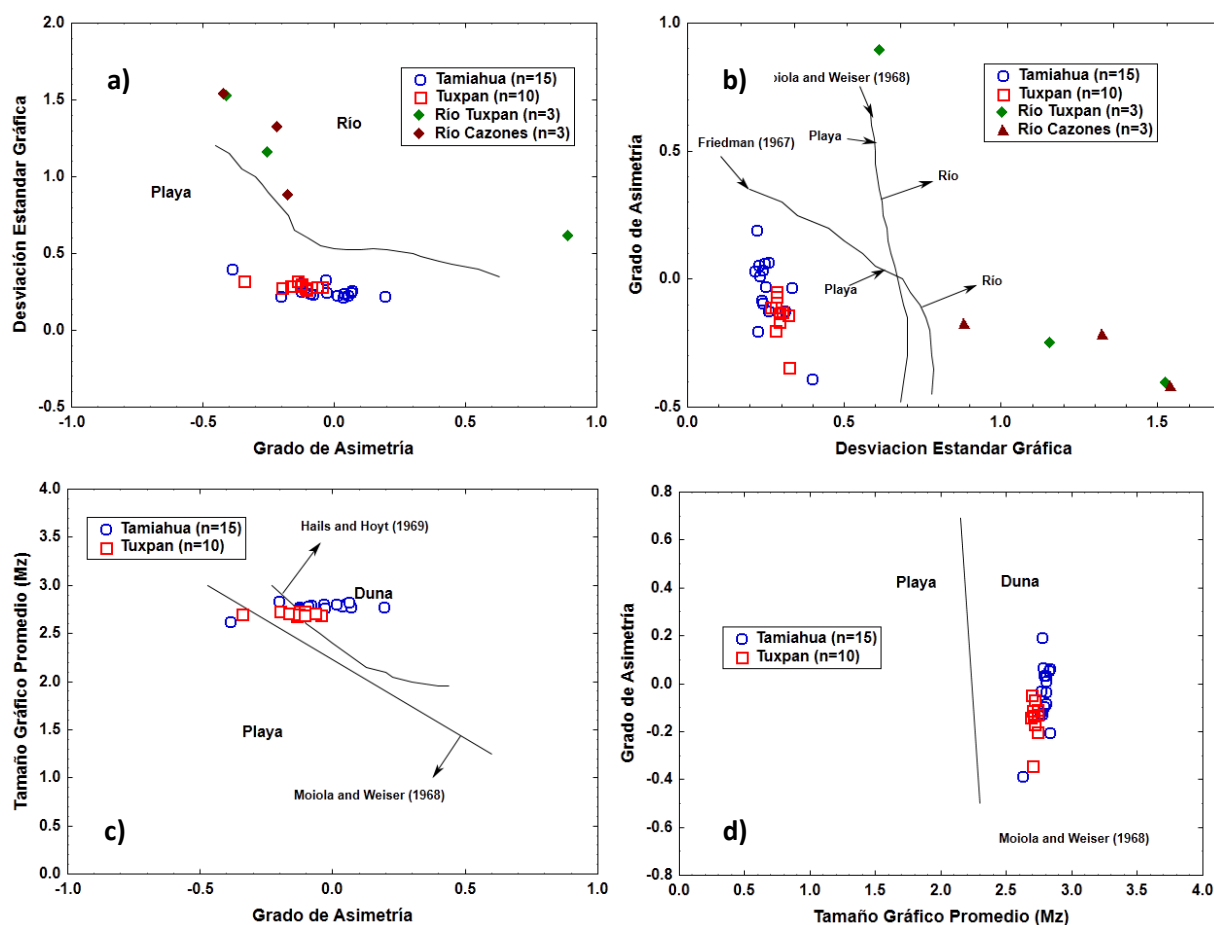 a)
2.0
1.5
1.0
0.5
0.0
-0.5
-1.0
-0.5
0.0
0.5
1.0
Desviación Estandar Gráfica
Grado de Asimetría
Tamiahua (n=15)
Tuxpan (n=10)
Río Tuxpan (n=3)
Río Cazones (n=3)
Río
Playa
b)
1.0
0.5
0.0
-0.5
0.0
0.5
1.0
1.5
Grado de Asimetría
Desviacion Estandar Gráfica
Tamiahua (n=15)
Tuxpan (n=10)
Río Tuxpan (n=3)
Río Cazones (n=3)
oiola and Weiser (1968)
Friedman (1967)
Playa
Río
Playa
Río
c)
4.0
3.5
3.0
2.5
2.0
1.5
1.0
0.5
0.0
-1.0
-0.5
0.0
0.5
1.0
Tamaño Gráfico Promedio (Mz)
Grado de Asimetría
Tamiahua (n=15)
Tuxpan (n=10)
Hails and Hoyt (1969)
Duna
Playa
Moiola and Weiser (1968)
d)
0.8
0.6
0.4
0.2
0.0
-0.2
-0.4
-0.6
-0.8
0.0
0.5
1.0
1.5
2.0
2.5
3.0
3.5
4.0
Grado de Asimetría
Tamaño Gráfico Promedio (Mz)
Playa
Duna
Tamiahua (n=15)
Tuxpan (n=10)
Moiola and Weiser (1968)